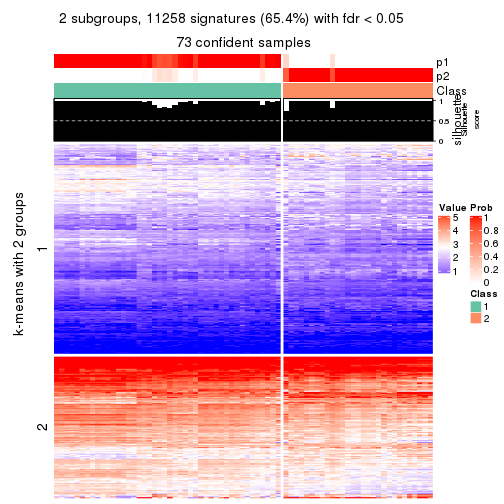 2 subgroups, 11258 signatures (65.4%) with fdr < 0.05
73 confident samples
p1
p2
Class
silhouette
1
0.5
0
Silhouette
score
k-means with 2 groups
1
2
Value
5
4
3
2
1
Prob
1
0.8
0.6
0.4
0.2
0
Class
1
2